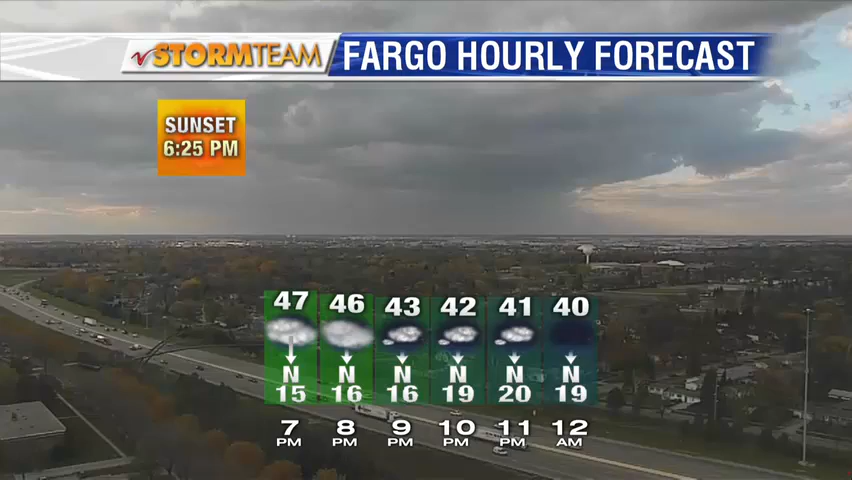 STORMTEAM FARGO HOURLY FORECAST
SUNSET
6:25 PM
47 46 43 42 41 40
N N N N N N
15 16 16 19 20 19
7 8 9 10 11 12
PM PM PM PM PM AM